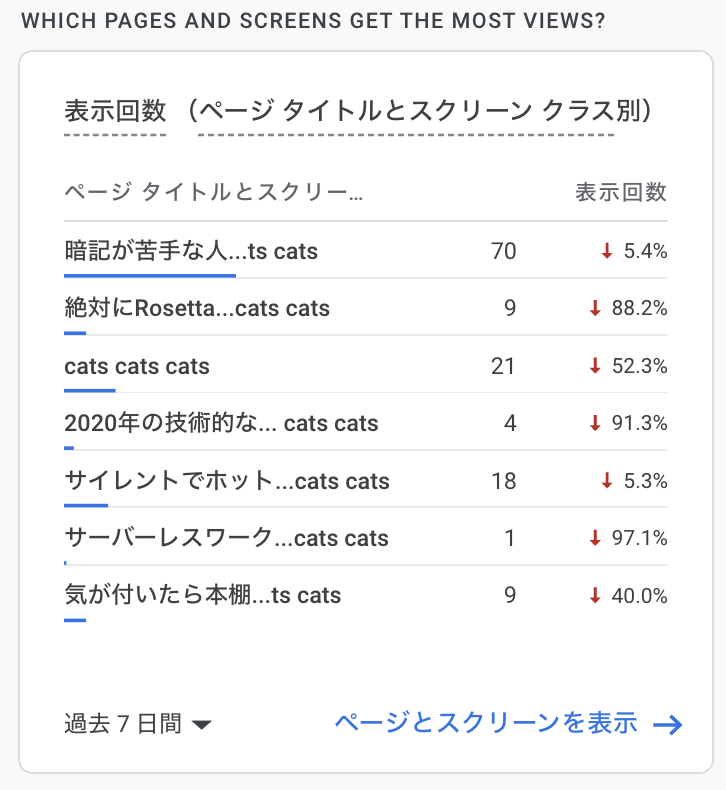 WHICH PAGES AND SCREENS GET THE MOST VIEWS?
表示回数 （ページ タイトルとスクリーン クラス別）
ページ タイトルとスクリー... 表示回数
暗記が苦手な人...ts cats 70 ↓ 5.4%
絶対にRosetta...cats cats 9 ↓ 88.2%
cats cats cats 21 ↓ 52.3%
2020年の技術的な... cats cats 4 ↓ 91.3%
サイレントでホット...cats cats 18 ↓ 5.3%
サーバーレスワーク...cats cats 1 ↓ 97.1%
気が付いたら本棚...ts cats 9 ↓ 40.0%
過去 7 日間 ページとスクリーンを表示 →